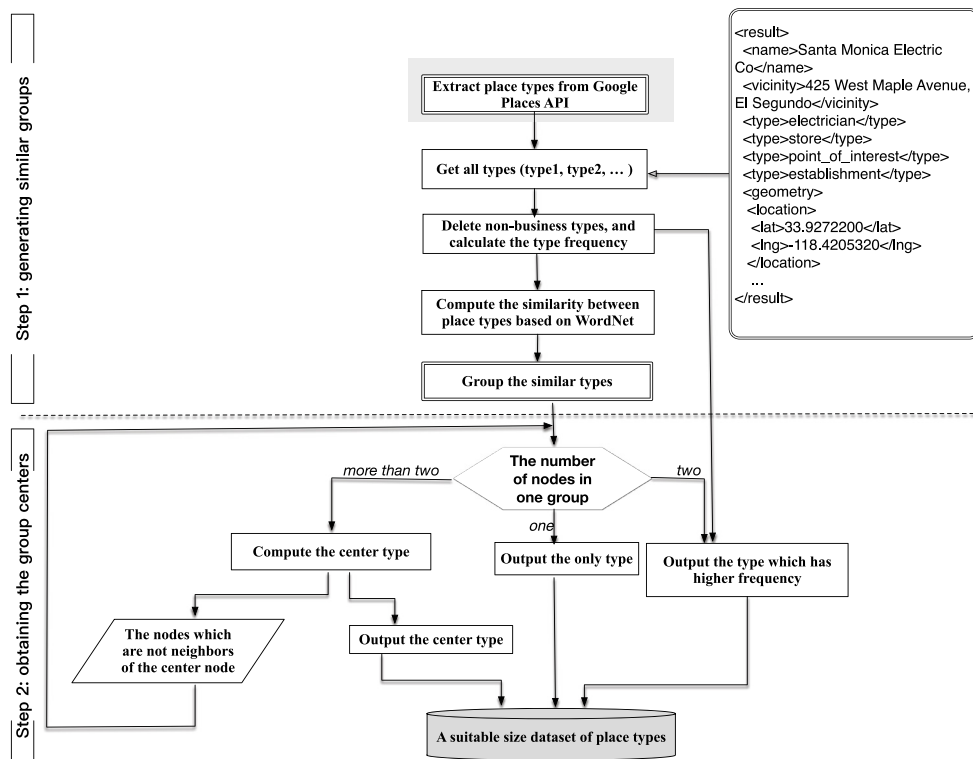 Step 1: generating similar groups
Extract place types from Google
Places API
Get all types (type1, type2, … )
Delete non-business types, and
calculate the type frequency
Compute the similarity between
place types based on WordNet
Group the similar types
<result>
<name>Santa Monica Electric
Co</name>
<vicinity>425 West Maple Avenue,
El Segundo</vicinity>
<type>electrician</type>
<type>store</type>
<type>point_of_interest</type>
<type>establishment</type>
<geometry>
<location>
<lat>33.9272200</lat>
<lng>-118.4205320</lng>
</location>
...
</result>
Step 2: obtaining the group centers
The number
of nodes in
one group
more than two
two
one
Compute the center type
Output the only type
Output the type which has
higher frequency
The nodes which
are not neighbors
of the center node
Output the center type
A suitable size dataset of place types